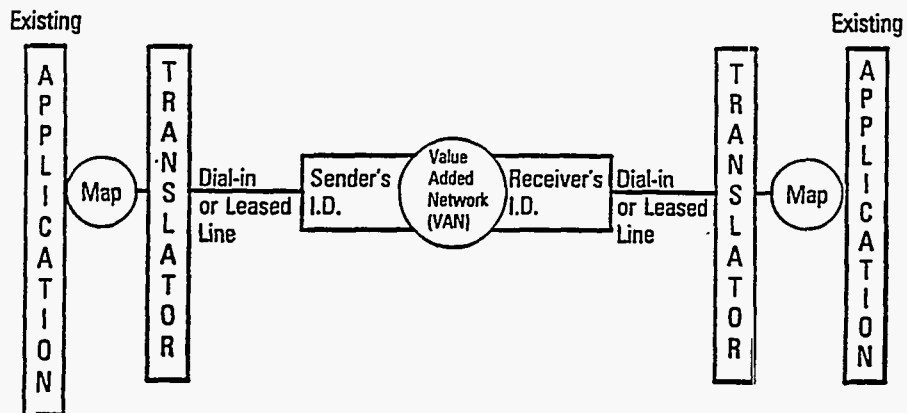 Existing
APPLICATION
Map
TRANSLATOR
Dial-in
or Leased
Line
Sender's
I.D.
Value
Added
Network
(VAN)
Receiver's
I.D.
Dial-in
or Leased
Line
TRANSLATOR
Map
Existing
APPLICATION